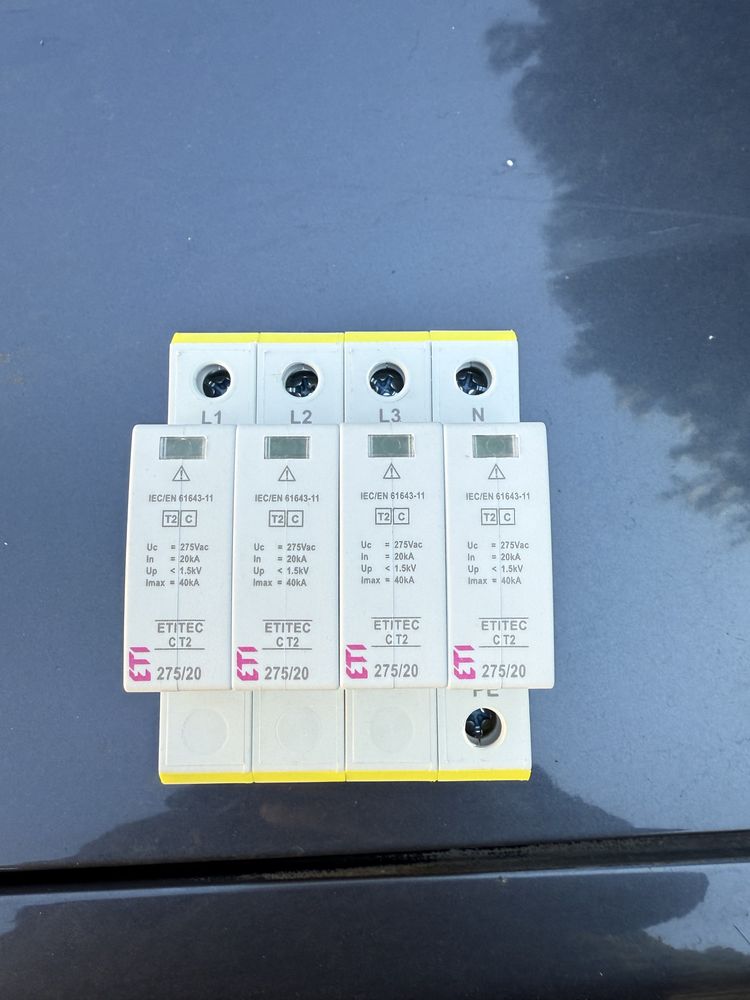 L1 L2 L3 N
IEC/EN 61643-11
T2 C
Uc = 275Vac
In = 20kA
Up < 1.5kV
Imax = 40kA
ETITEC
C T2
ETI 275/20
IEC/EN 61643-11
T2 C
Uc = 275Vac
In = 20kA
Up < 1.5kV
Imax = 40kA
ETITEC
C T2
ETI 275/20
IEC/EN 61643-11
T2 C
Uc = 275Vac
In = 20kA
Up < 1.5kV
Imax = 40kA
ETITEC
C T2
ETI 275/20
IEC/EN 61643-11
T2 C
Uc = 275Vac
In = 20kA
Up < 1.5kV
Imax = 40kA
ETITEC
C T2
ETI 275/20
PE